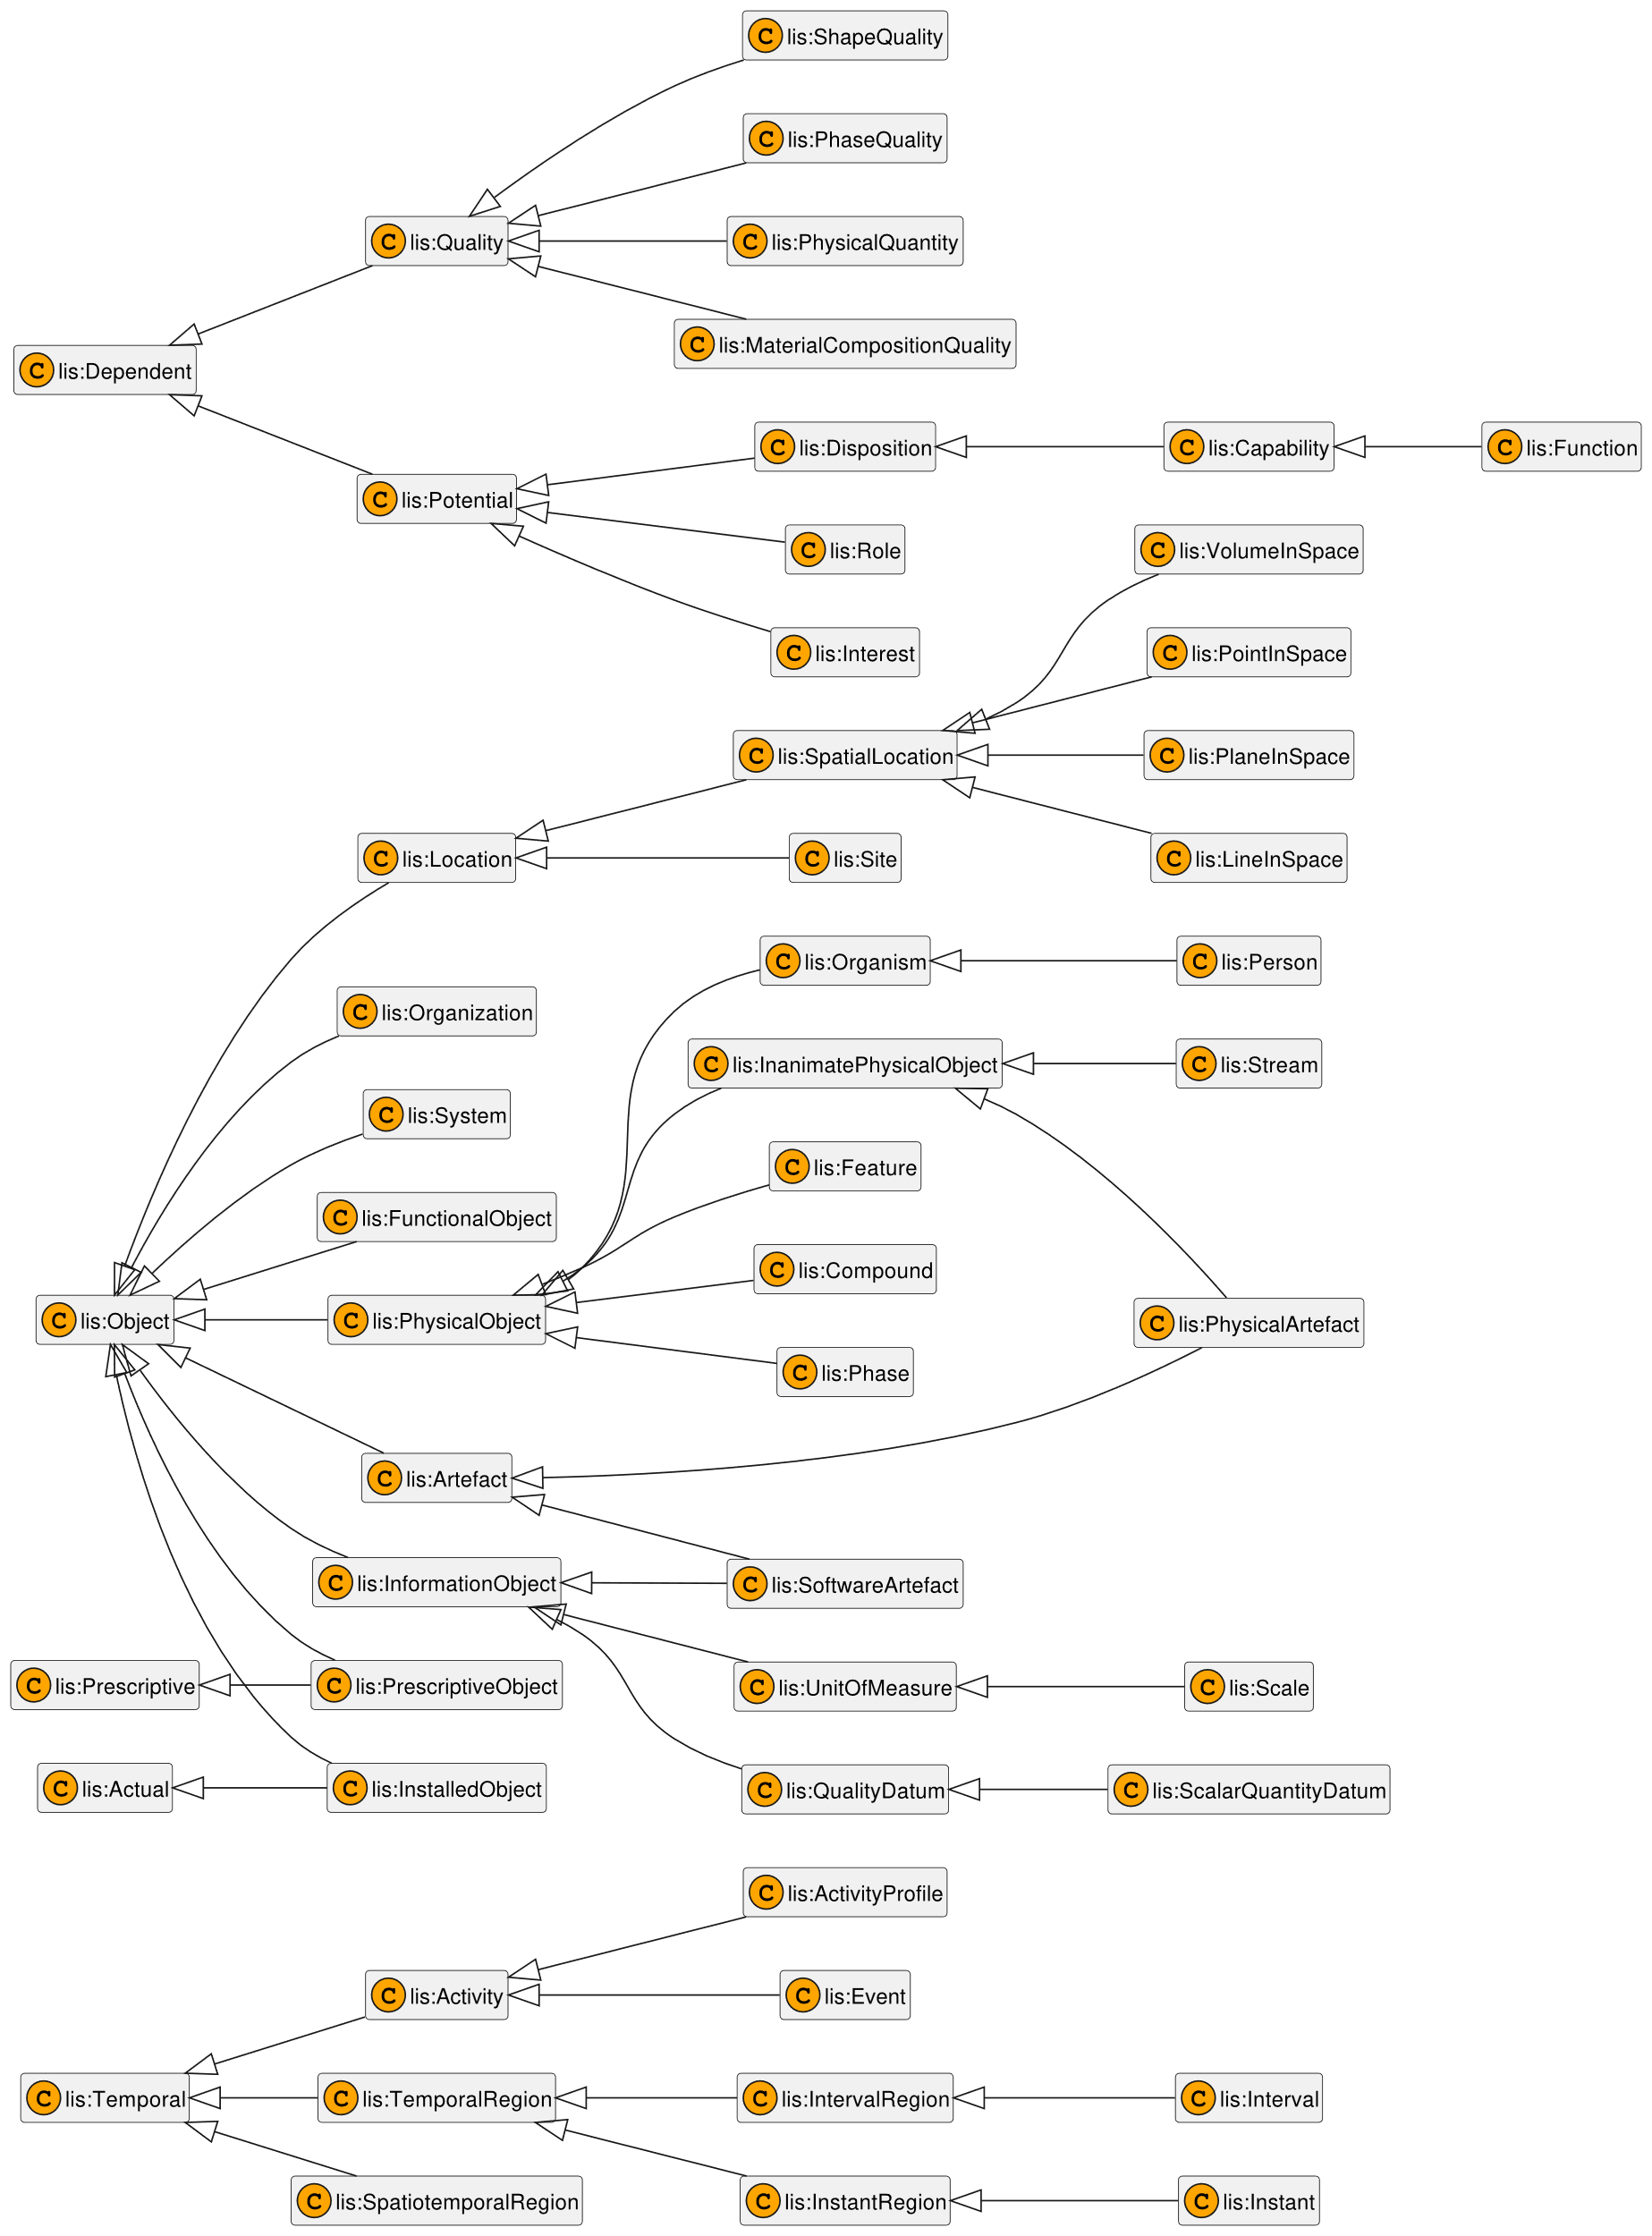 C lis:ShapeQuality
C lis:PhaseQuality
C lis:Quality
C lis:PhysicalQuantity
C lis:MaterialCompositionQuality
C lis:Dependent
C lis:Disposition
C lis:Capability
C lis:Function
C lis:Potential
C lis:Role
C lis:VolumeInSpace
C lis:Interest
C lis:PointInSpace
C lis:SpatialLocation
C lis:PlaneInSpace
C lis:Location
C lis:Site
C lis:LineInSpace
C lis:Organism
C lis:Person
C lis:Organization
C lis:InanimatePhysicalObject
C lis:Stream
C lis:System
C lis:Feature
C lis:FunctionalObject
C lis:Compound
C lis:Object
C lis:PhysicalObject
C lis:PhysicalArtefact
C lis:Phase
C lis:Artefact
C lis:InformationObject
C lis:SoftwareArtefact
C lis:Prescriptive
C lis:PrescriptiveObject
C lis:UnitOfMeasure
C lis:Scale
C lis:Actual
C lis:InstalledObject
C lis:QualityDatum
C lis:ScalarQuantityDatum
C lis:ActivityProfile
C lis:Activity
C lis:Event
C lis:Temporal
C lis:TemporalRegion
C lis:IntervalRegion
C lis:Interval
C lis:SpatiotemporalRegion
C lis:InstantRegion
C lis:Instant